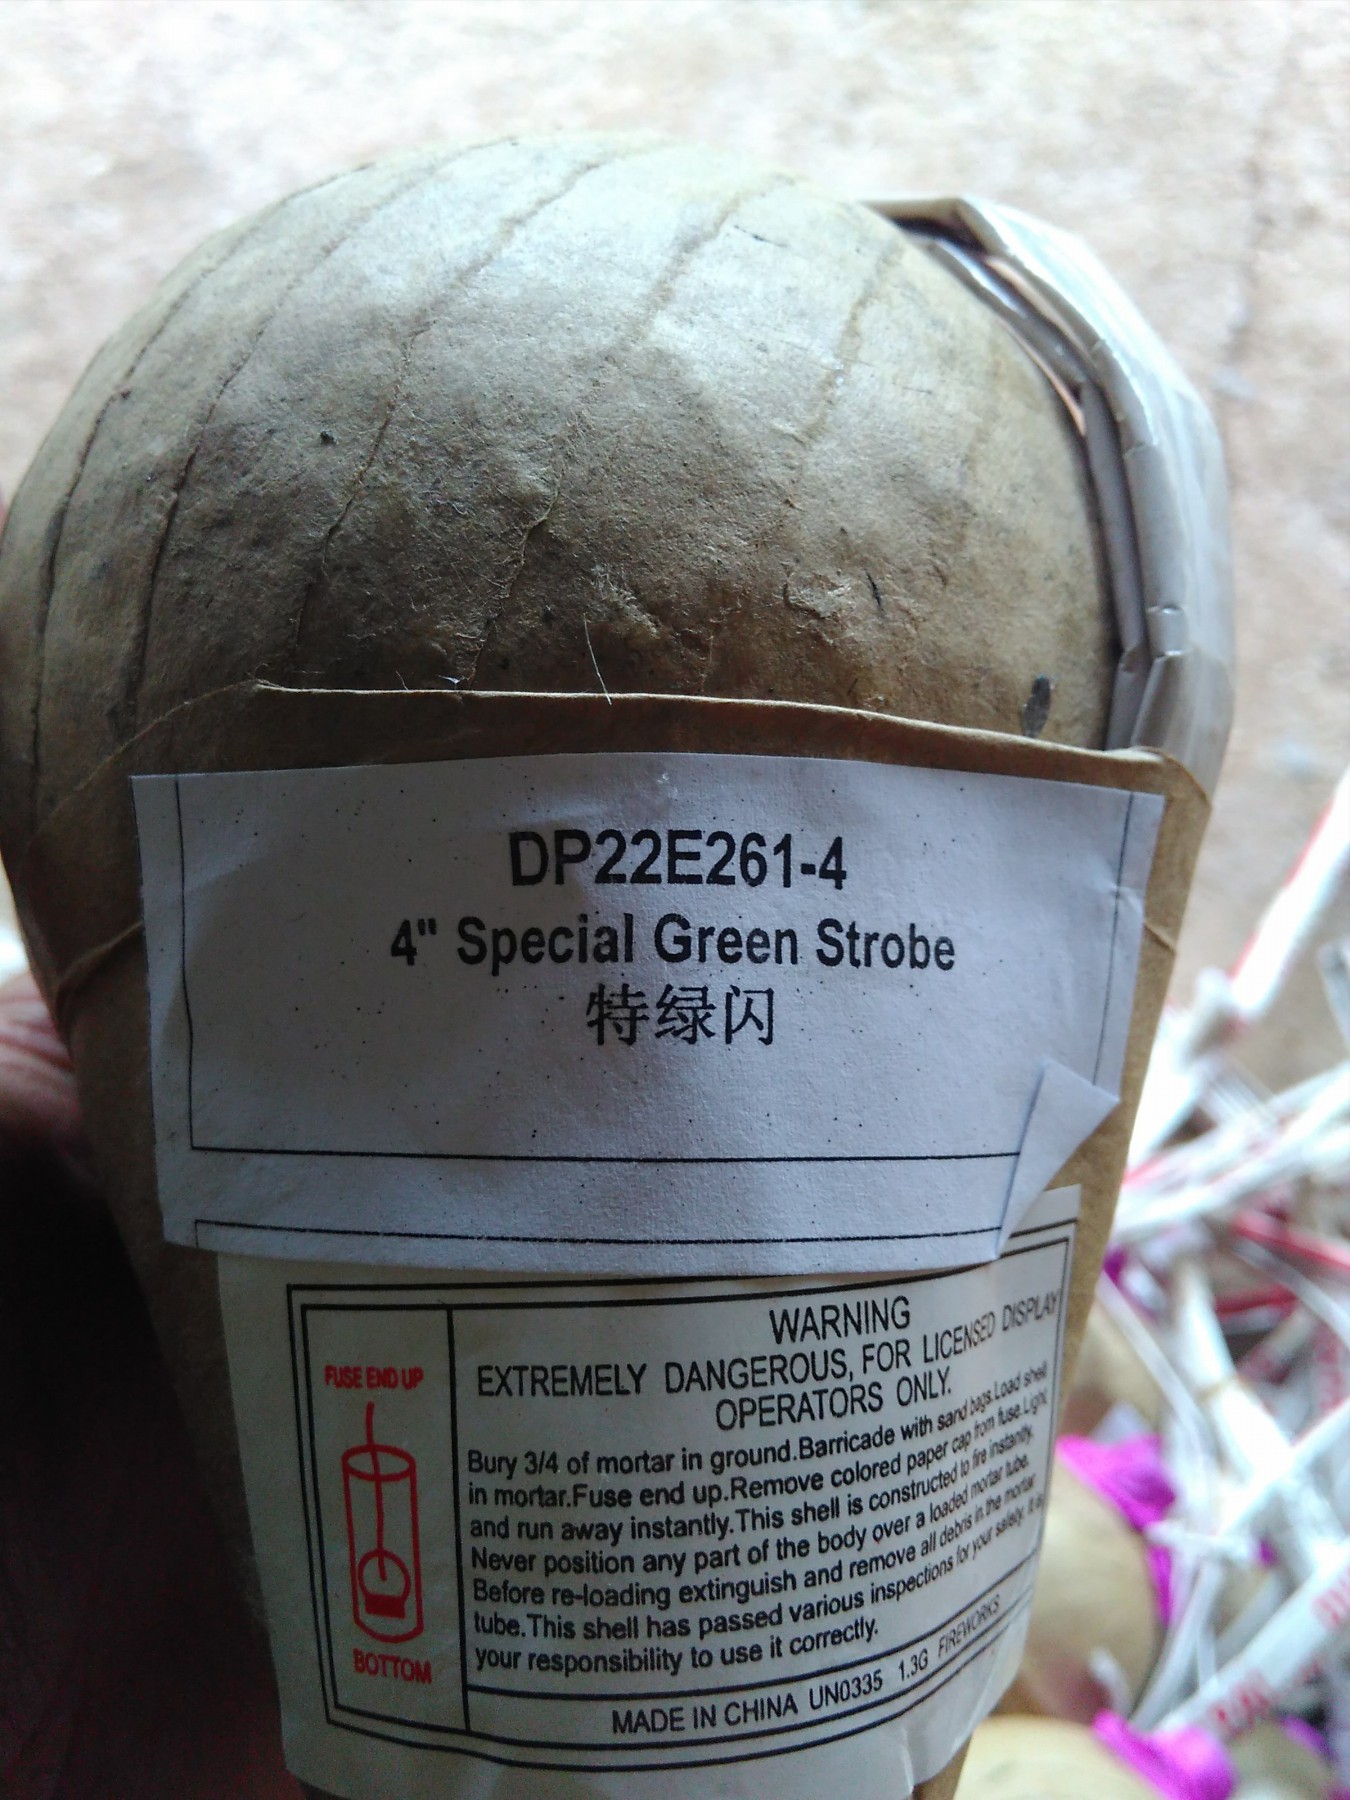 DP22E261-4
4" Special Green Strobe
特绿闪
FUSE END UP
BOTTOM
WARNING
EXTREMELY DANGEROUS, FOR LICENSED DISPLAY
OPERATORS ONLY.
Bury 3/4 of mortar in ground.Barricade with sand bags.Load shell
in mortar.Fuse end up.Remove colored paper cap from fuse.Light,
and run away instantly.This shell is constructed to fire instantly.
Never position any part of the body over a loaded mortar tube.
Before re-loading extinguish and remove all debris in the mortar
tube.This shell has passed various inspections for your safety. It is
your responsibility to use it correctly.
MADE IN CHINA UN0335 1.3G FIREWORKS